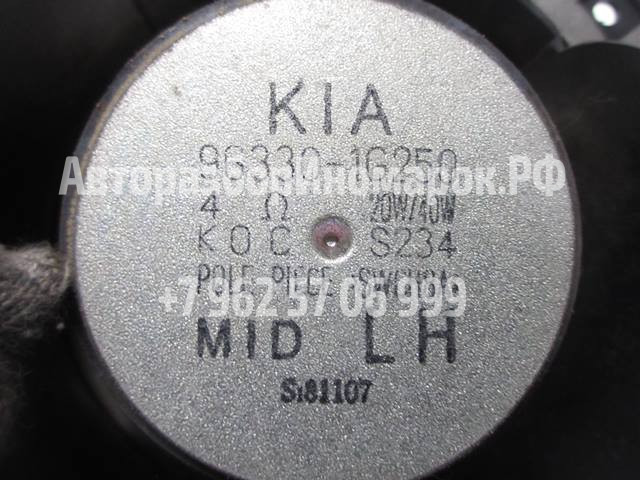 KIA
96330-1G250
АвторазборИномарок.РФ
4 Ω 20W/40W
KOC S234
POLE PIECE
+7 962 57 06 999
MID LH
S181107